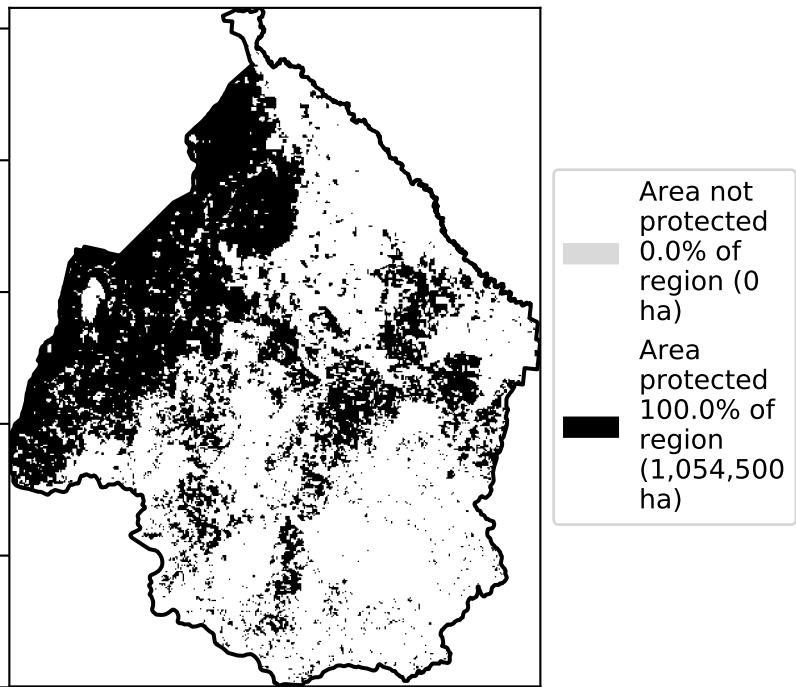 Area not
protected
0.0% of
region (0
ha)
Area
protected
100.0% of
region
(1,054,500
ha)